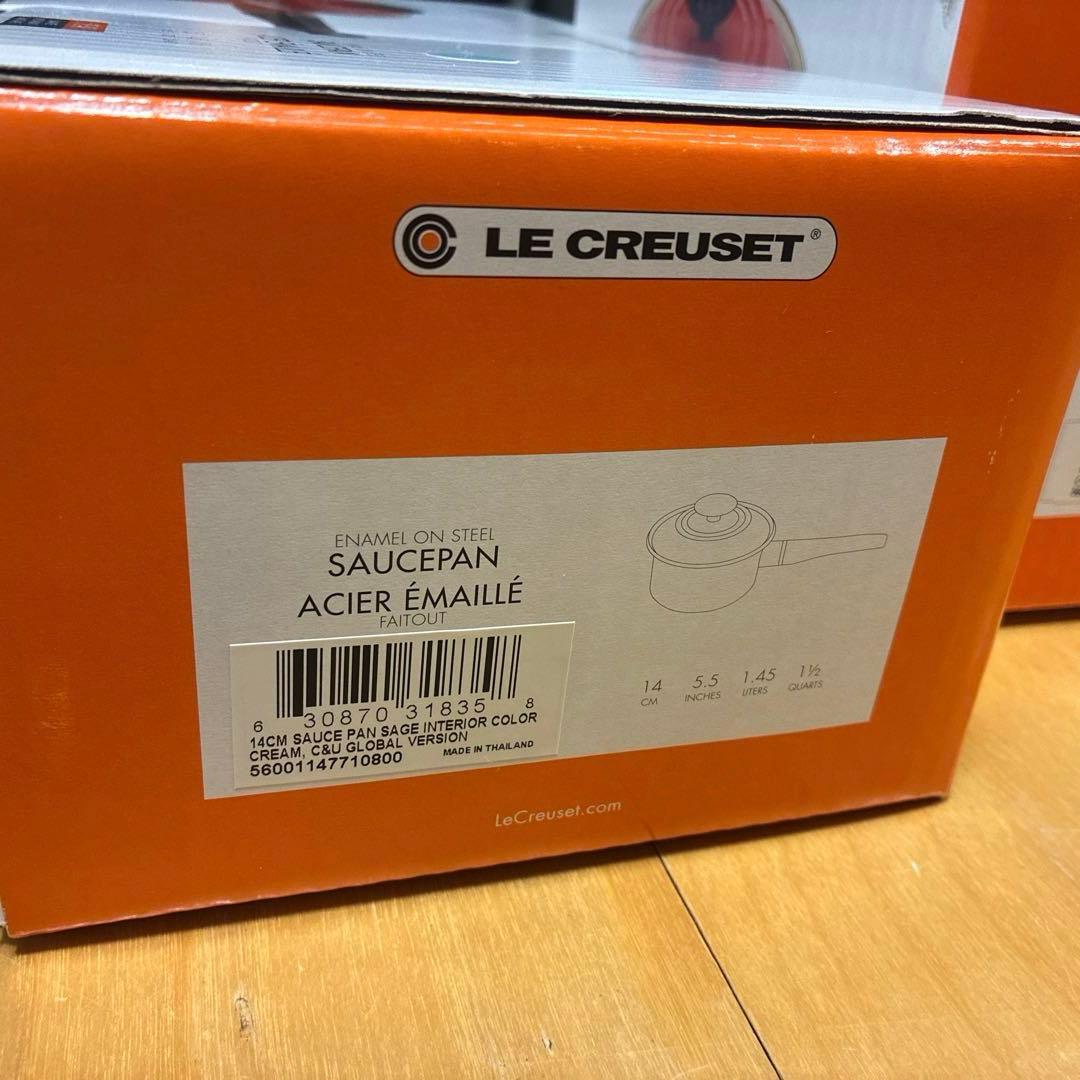 LE CREUSET®
ENAMEL ON STEEL
SAUCEPAN
ACIER ÉMAILLÉ
FAITOUT
14 CM
5.5 INCHES
1.45 LITERS
1½ QUARTS
6 30870 31835 8
14CM SAUCE PAN SAGE INTERIOR COLOR
CREAM, C&U GLOBAL VERSION
MADE IN THAILAND
56001147710800
LeCreuset.com